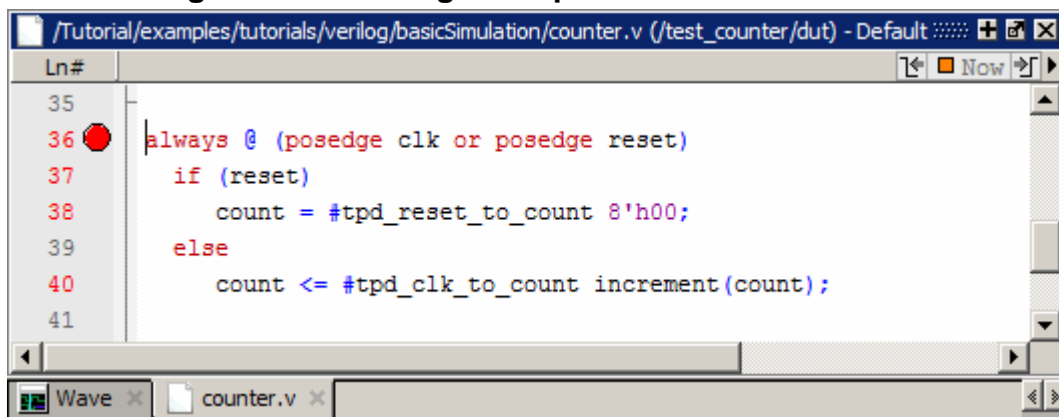 /Tutorial/examples/tutorials/verilog/basicSimulation/counter.v (/test_counter/dut) - Default
Ln#
Now
35
36 always @ (posedge clk or posedge reset)
37 if (reset)
38 count = #tpd_reset_to_count 8'h00;
39 else
40 count <= #tpd_clk_to_count increment(count);
41
Wave counter.v